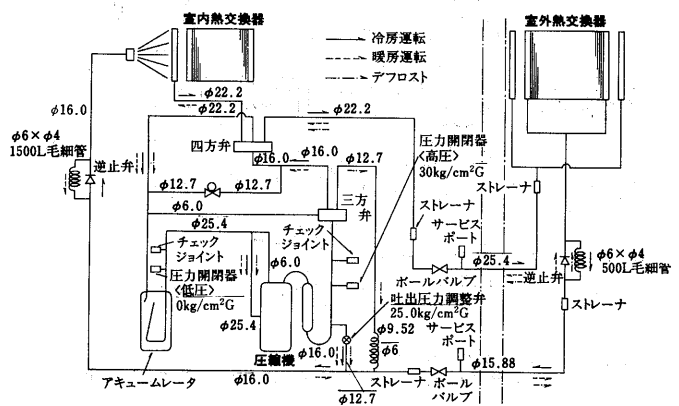 室内熱交換器
室外熱交換器
冷房運転
暖房運転
デフロスト
φ16.0
φ22.2
φ22.2
φ22.2
四方弁
φ6×φ4
1500L毛細管
逆止弁
φ16.0
φ16.0
φ12.7
圧力開閉器
<高圧>
30kg/cm²G
φ12.7
φ12.7
φ6.0
三方
弁
ストレーナ
ストレーナ
サービス
ポート
φ25.4
チェック
ジョイント
チェック
ジョイント
圧力開閉器
<低圧>
0kg/cm²G
φ6.0
ボールバルブ
φ25.4
逆止弁
φ6×φ4
500L毛細管
ストレーナ
吐出圧力調整弁
25.0kg/cm²G
φ25.4
圧縮機
φ16.0
φ9.52
φ6
サービス
ポート
φ15.88
アキュームレータ
φ16.0
φ12.7
ストレーナ
ボール
バルブ